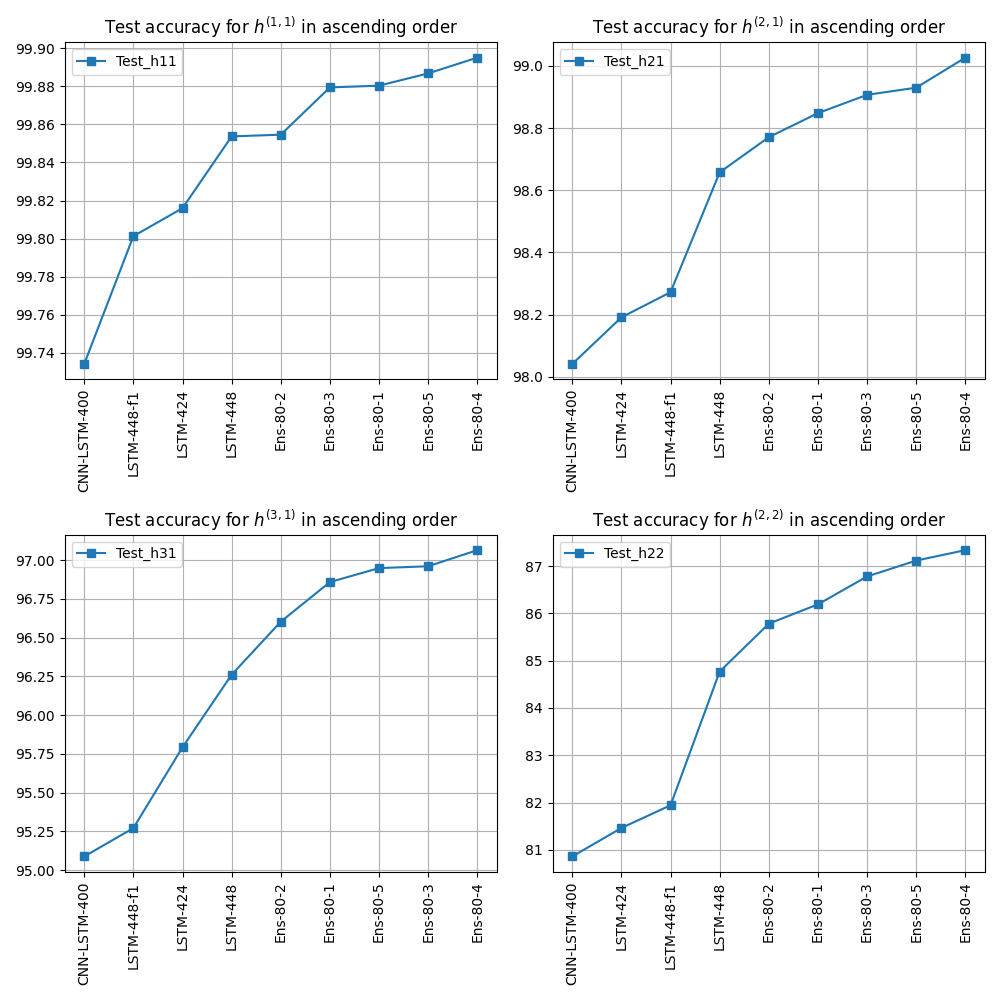 Test accuracy for h^(1,1) in ascending order
Test_h11
99.90
99.88
99.86
99.84
99.82
99.80
99.78
99.76
99.74
CNN-LSTM-400
LSTM-448-f1
LSTM-424
LSTM-448
Ens-80-2
Ens-80-3
Ens-80-1
Ens-80-5
Ens-80-4
Test accuracy for h^(2,1) in ascending order
Test_h21
99.0
98.8
98.6
98.4
98.2
98.0
CNN-LSTM-400
LSTM-424
LSTM-448-f1
LSTM-448
Ens-80-2
Ens-80-1
Ens-80-3
Ens-80-5
Ens-80-4
Test accuracy for h^(3,1) in ascending order
Test_h31
97.00
96.75
96.50
96.25
96.00
95.75
95.50
95.25
95.00
CNN-LSTM-400
LSTM-448-f1
LSTM-424
LSTM-448
Ens-80-2
Ens-80-1
Ens-80-5
Ens-80-3
Ens-80-4
Test accuracy for h^(2,2) in ascending order
Test_h22
87
86
85
84
83
82
81
CNN-LSTM-400
LSTM-424
LSTM-448-f1
LSTM-448
Ens-80-2
Ens-80-1
Ens-80-3
Ens-80-5
Ens-80-4